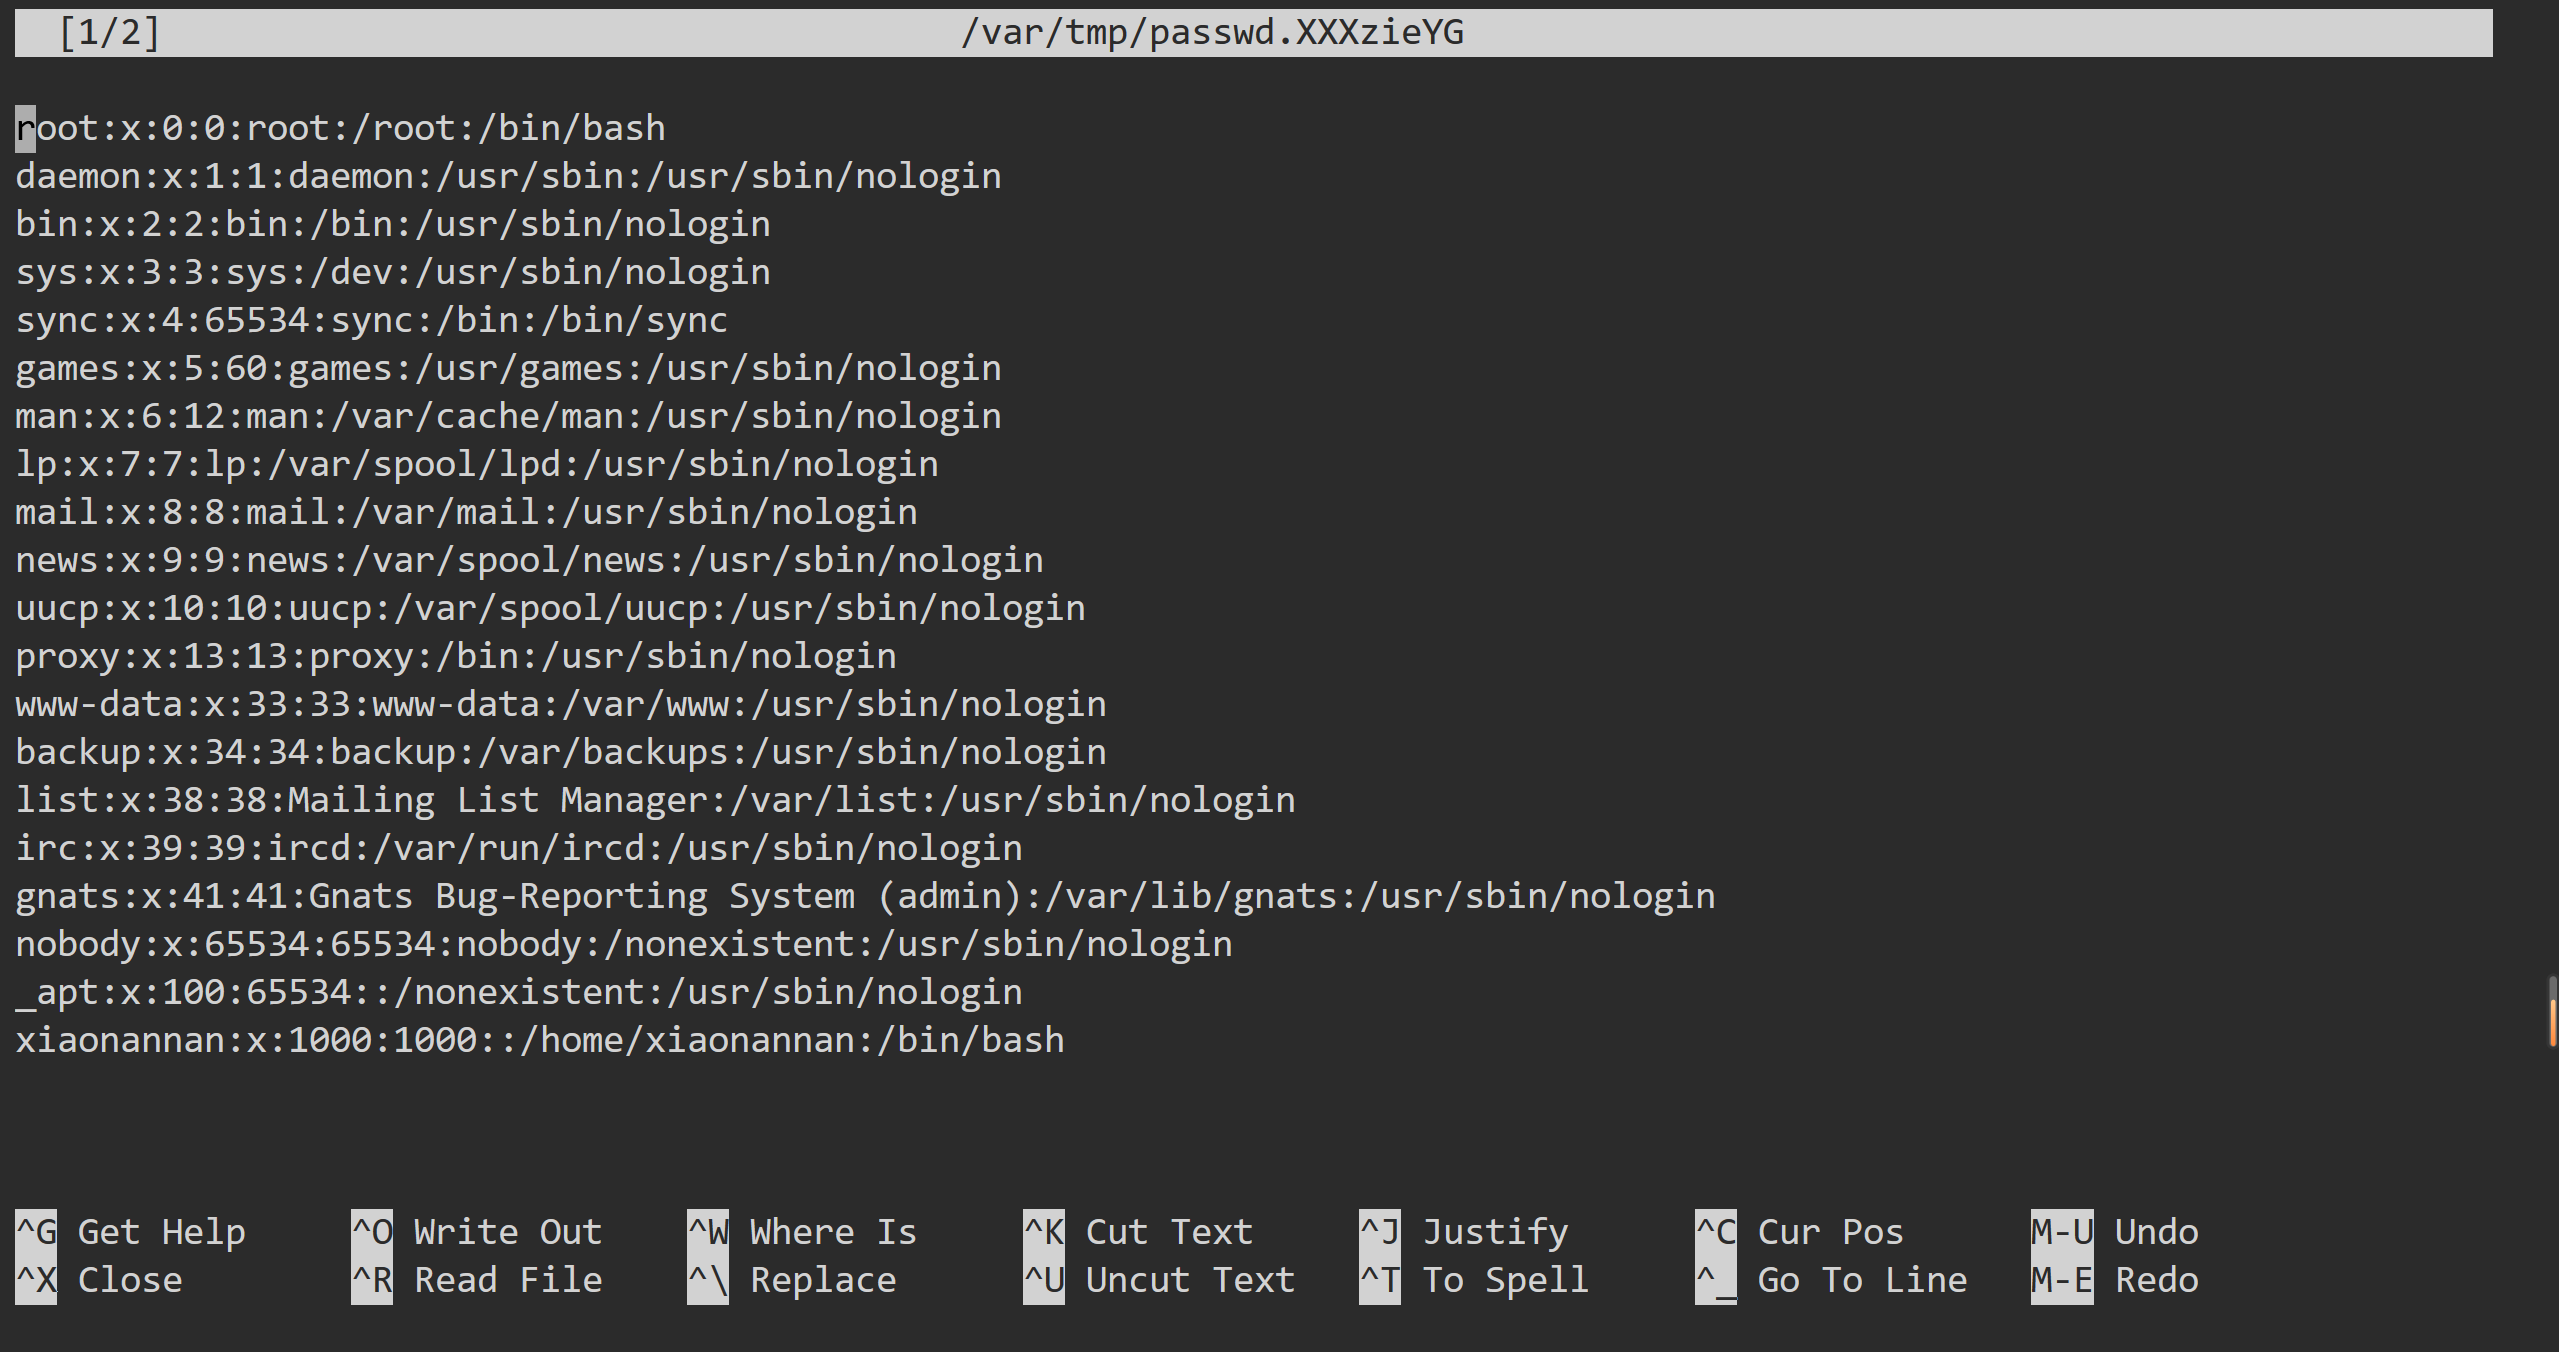 [1/2] /var/tmp/passwd.XXXzieYG
root:x:0:0:root:/root:/bin/bash
daemon:x:1:1:daemon:/usr/sbin:/usr/sbin/nologin
bin:x:2:2:bin:/bin:/usr/sbin/nologin
sys:x:3:3:sys:/dev:/usr/sbin/nologin
sync:x:4:65534:sync:/bin:/bin/sync
games:x:5:60:games:/usr/games:/usr/sbin/nologin
man:x:6:12:man:/var/cache/man:/usr/sbin/nologin
lp:x:7:7:lp:/var/spool/lpd:/usr/sbin/nologin
mail:x:8:8:mail:/var/mail:/usr/sbin/nologin
news:x:9:9:news:/var/spool/news:/usr/sbin/nologin
uucp:x:10:10:uucp:/var/spool/uucp:/usr/sbin/nologin
proxy:x:13:13:proxy:/bin:/usr/sbin/nologin
www-data:x:33:33:www-data:/var/www:/usr/sbin/nologin
backup:x:34:34:backup:/var/backups:/usr/sbin/nologin
list:x:38:38:Mailing List Manager:/var/list:/usr/sbin/nologin
irc:x:39:39:ircd:/var/run/ircd:/usr/sbin/nologin
gnats:x:41:41:Gnats Bug-Reporting System (admin):/var/lib/gnats:/usr/sbin/nologin
nobody:x:65534:65534:nobody:/nonexistent:/usr/sbin/nologin
_apt:x:100:65534::/nonexistent:/usr/sbin/nologin
xiaonannan:x:1000:1000::/home/xiaonannan:/bin/bash
^G Get Help ^O Write Out ^W Where Is ^K Cut Text ^J Justify ^C Cur Pos M-U Undo
^X Close ^R Read File ^\ Replace ^U Uncut Text ^T To Spell ^_ Go To Line M-E Redo